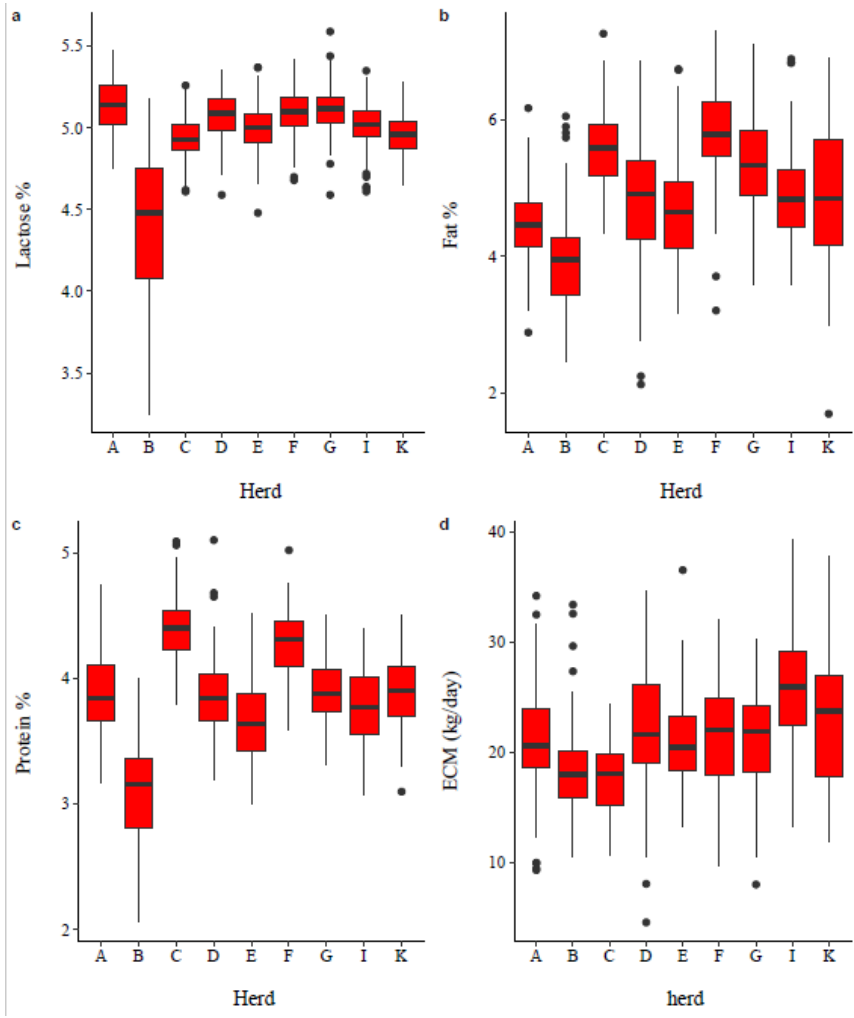 a
5.5
5.0
4.5
4.0
3.5
Lactose %
A B C D E F G I K
Herd
b
6
4
2
Fat %
A B C D E F G I K
Herd
c
5
4
3
2
Protein %
A B C D E F G I K
Herd
d
40
30
20
10
ECM (kg/day)
A B C D E F G I K
herd